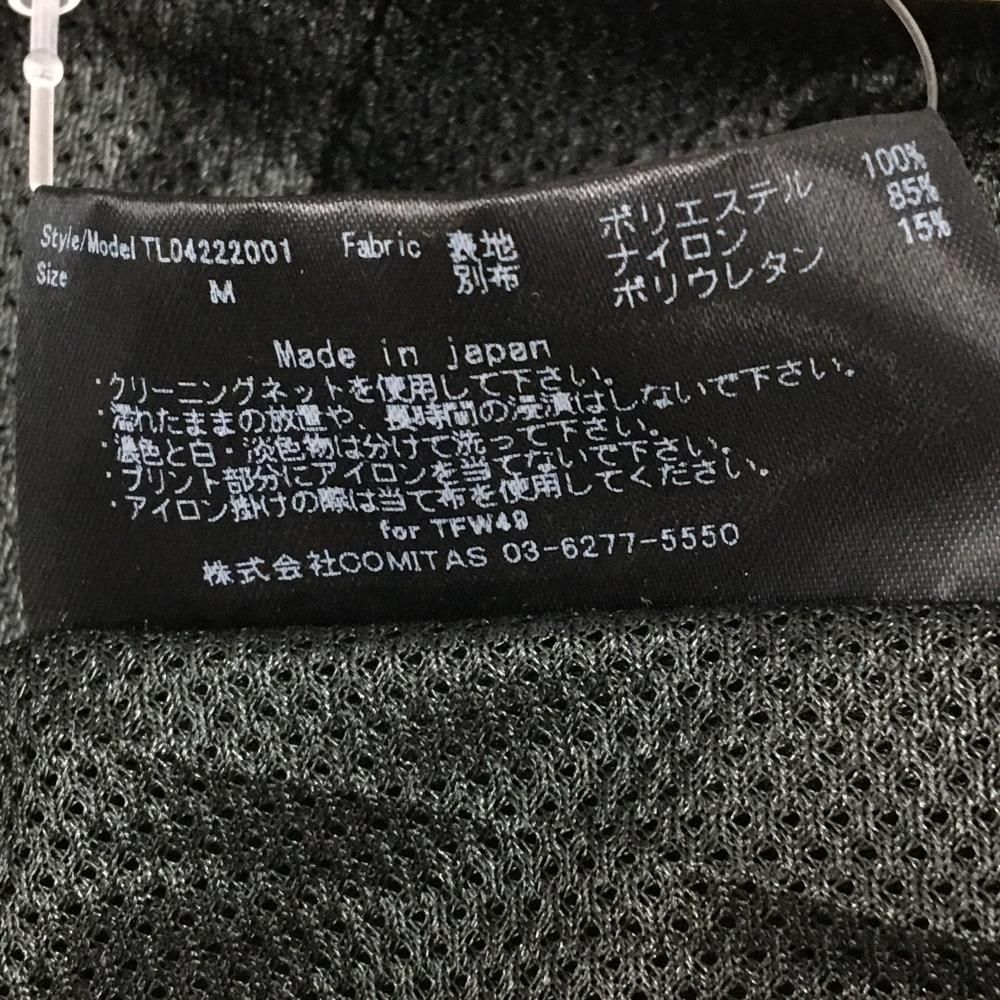 Style/Model TL04222001 Fabric 表地 ポリエステル 100%
Size M 別布 ナイロン 85%
ポリウレタン 15%
Made in japan
・クリーニングネットを使用して下さい。
・濡れたままの放置や、長時間の浸漬はしないで下さい。
・濃色と白・淡色物は分けて洗って下さい。
・プリント部分にアイロンを当てないで下さい。
・アイロン掛けの際は当て布を使用してください。
for TFW49
株式会社COMITAS 03-6277-5550